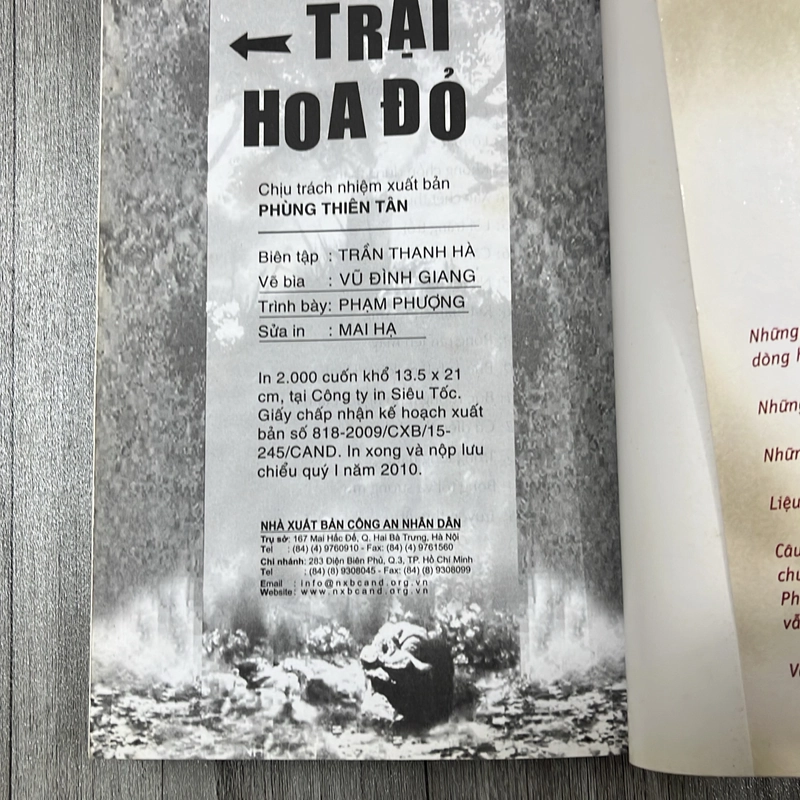 TRẠI
HOA ĐỎ
Chịu trách nhiệm xuất bản
PHÙNG THIÊN TÂN
Biên tập : TRẦN THANH HÀ
Vẽ bìa : VŨ ĐÌNH GIANG
Trình bày: PHẠM PHƯỢNG
Sửa in : MAI HẠ
In 2.000 cuốn khổ 13.5 x 21
cm, tại Công ty in Siêu Tốc.
Giấy chấp nhận kế hoạch xuất
bản số 818-2009/CXB/15-
245/CAND. In xong và nộp lưu
chiểu quý I năm 2010.
NHÀ XUẤT BẢN CÔNG AN NHÂN DÂN
Trụ sở: 167 Mai Hắc Đế, Q. Hai Bà Trưng, Hà Nội
Tel : (84) (4) 9760910 - Fax: (84) (4) 9761560
Chi nhánh: 283 Điện Biên Phủ, Q.3, TP. Hồ Chí Minh
Tel : (84) (8) 9308045 - Fax: (84) (8) 9308099
Email : info@nxbcand.org.vn
Website: www.nxbcand.org.vn
Những
dòng
Những
Liệu
Câu
vẫ